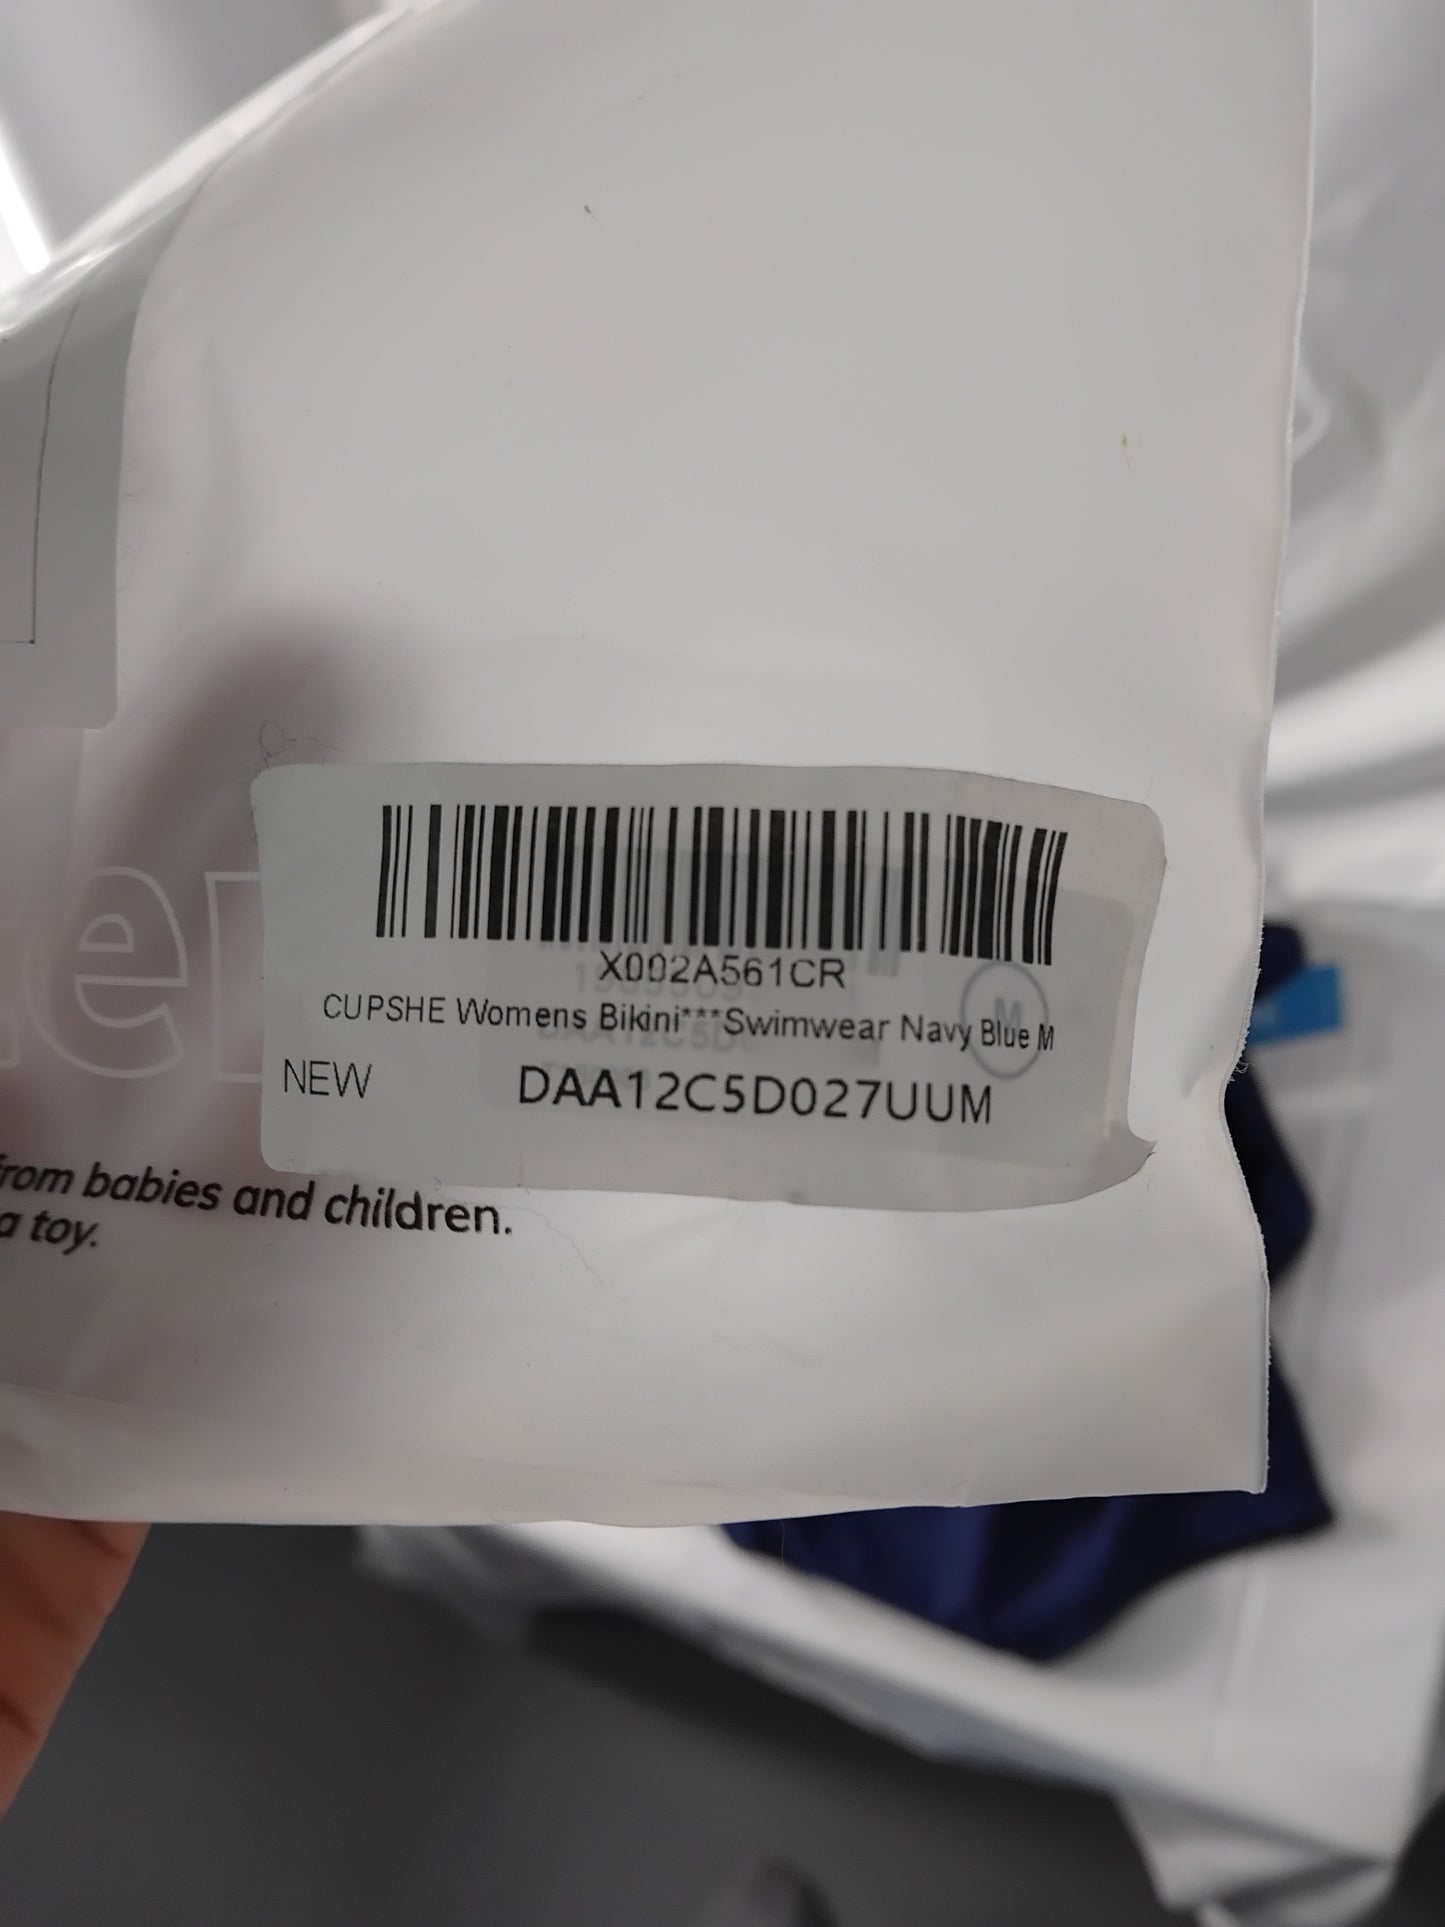 X002A561CR
CUPSHE Womens Bikini***Swimwear Navy Blue M
NEW DAA12C5D027UUM
from babies and children.
a toy.
M